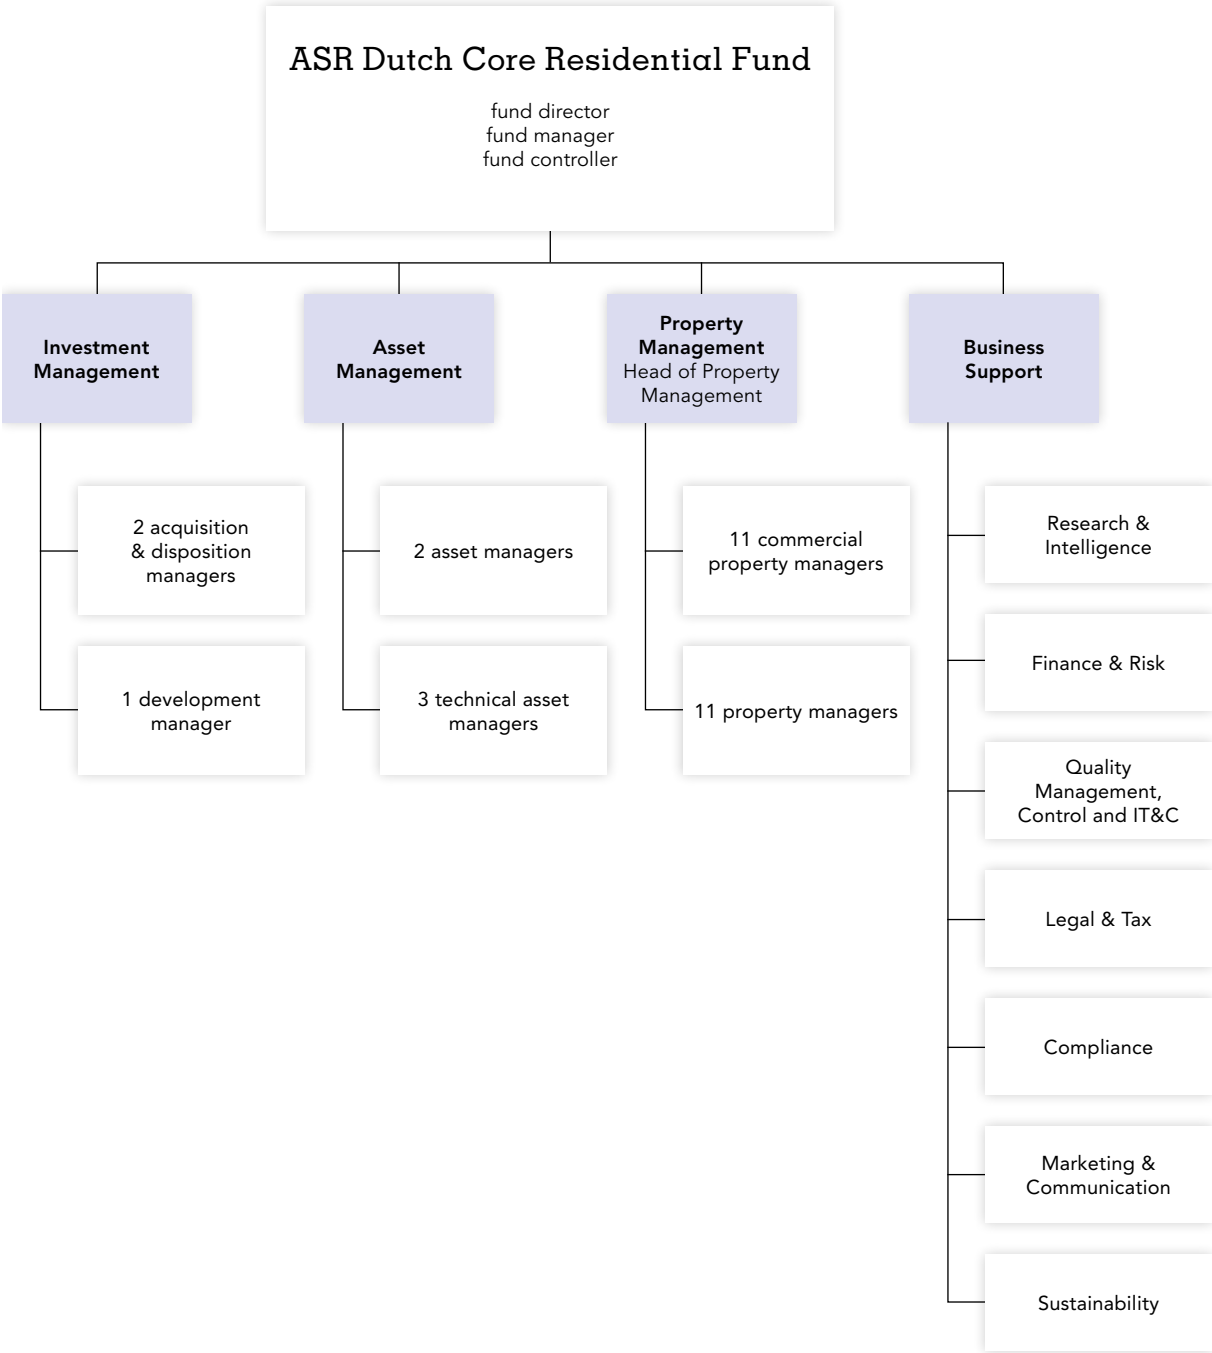 ASR Dutch Core Residential Fund
fund director
fund manager
fund controller
Investment
Management
Asset
Management
Property
Management
Head of Property
Management
Business
Support
2 acquisition
& disposition
managers
1 development
manager
2 asset managers
3 technical asset
managers
11 commercial
property managers
11 property managers
Research &
Intelligence
Finance & Risk
Quality
Management,
Control and IT&C
Legal & Tax
Compliance
Marketing &
Communication
Sustainability